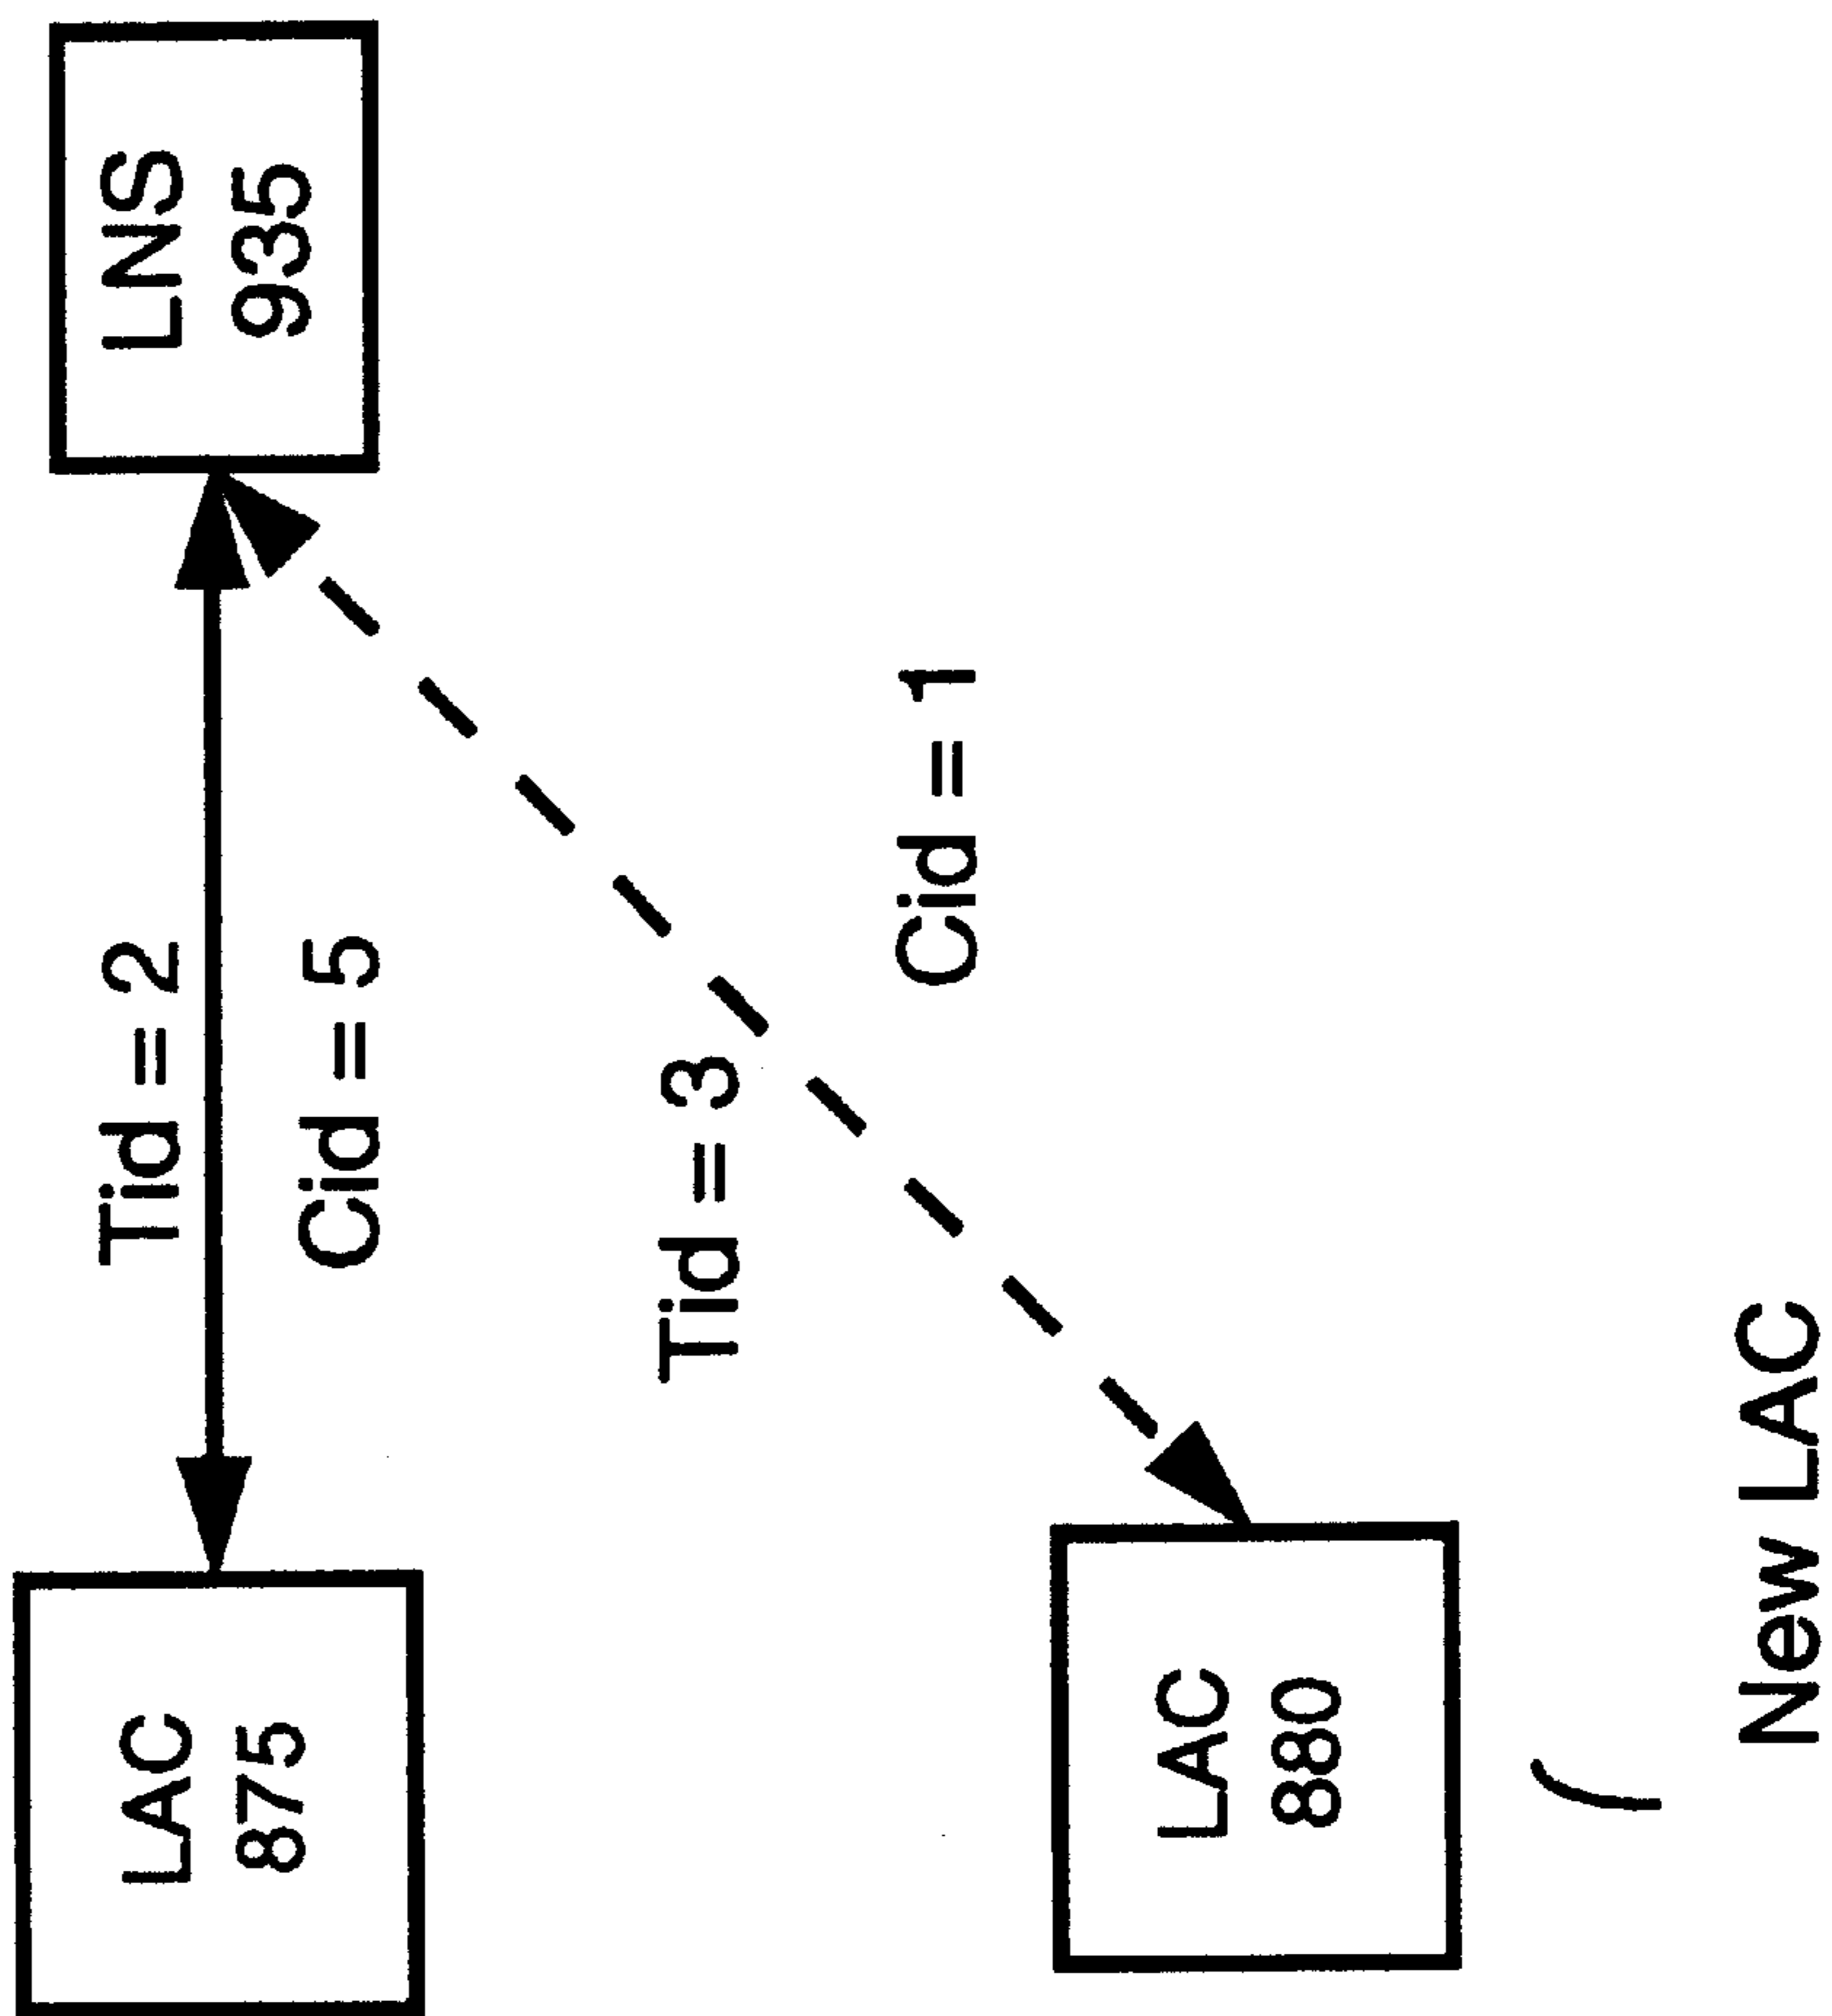 LAC
875
Tid = 2
Cid = 5
LNS
935
Tid = 3
Cid = 1
LAC
880
New LAC